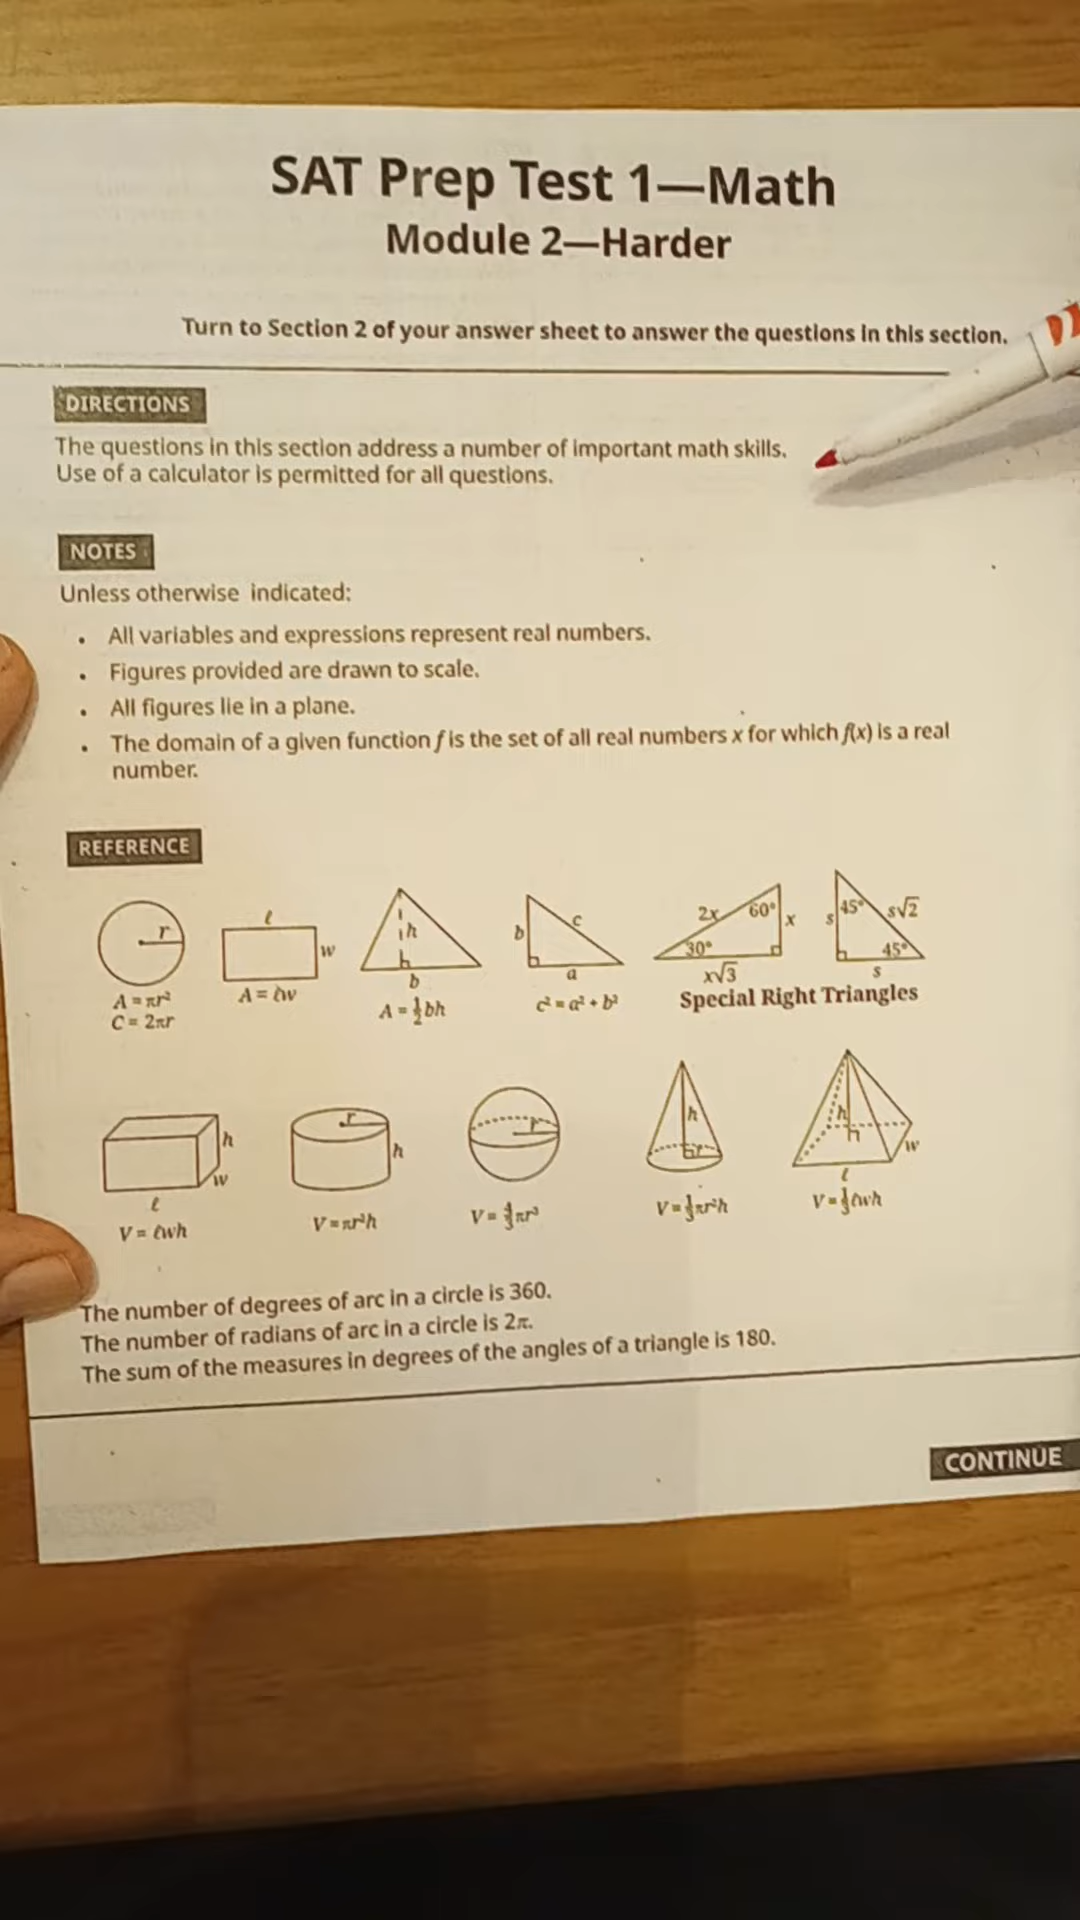 SAT Prep Test 1—Math
Module 2—Harder
Turn to Section 2 of your answer sheet to answer the questions in this section.
DIRECTIONS
The questions in this section address a number of important math skills.
Use of a calculator is permitted for all questions.
NOTES
Unless otherwise indicated:
• All variables and expressions represent real numbers.
• Figures provided are drawn to scale.
• All figures lie in a plane.
• The domain of a given function f is the set of all real numbers x for which f(x) is a real
number.
REFERENCE
r
ℓ
w
h
b
b
c
a
2x
60°
x
30°
x√3
s
45°
s√2
45°
s
A = πr²
C = 2πr
A = ℓw
A = ½bh
c² = a² + b²
Special Right Triangles
h
w
ℓ
r
h
r
h
r
h
w
ℓ
V = ℓwh
V = πr²h
V = 4/3πr³
V = 1/3πr²h
V = 1/3ℓwh
The number of degrees of arc in a circle is 360.
The number of radians of arc in a circle is 2π.
The sum of the measures in degrees of the angles of a triangle is 180.
CONTINUE